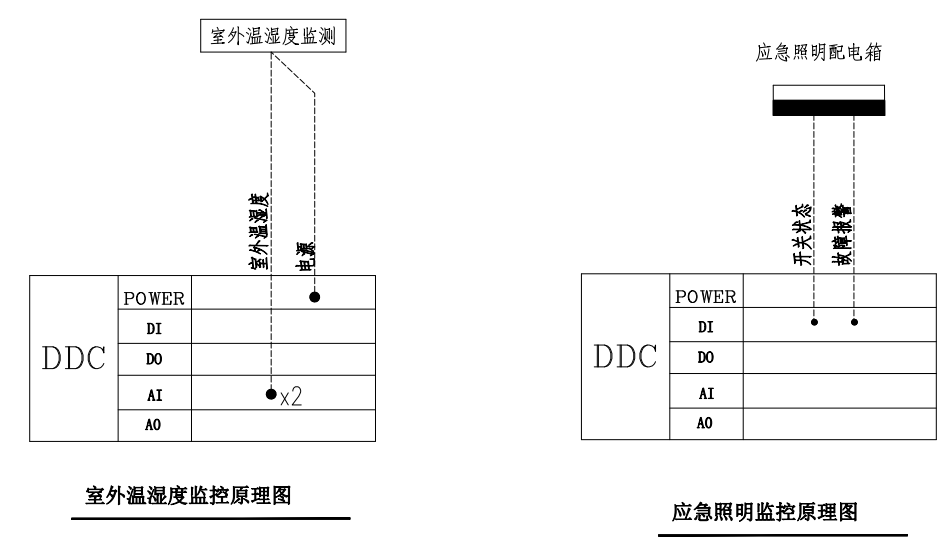 室外温湿度监测
室外温湿度
电源
DDC
POWER
DI
DO
AI
x2
AO
室外温湿度监控原理图
应急照明配电箱
开关状态
故障报警
DDC
POWER
DI
DO
AI
AO
应急照明监控原理图